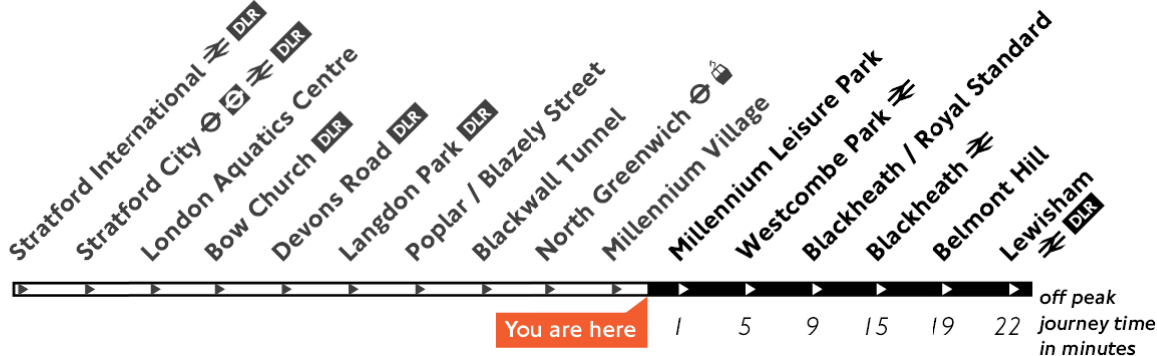 Stratford International DLR
Stratford City DLR
London Aquatics Centre
Bow Church DLR
Devons Road DLR
Langdon Park DLR
Poplar / Blazely Street
Blackwall Tunnel
North Greenwich
Millennium Village
Millennium Leisure Park
Westcombe Park
Blackheath / Royal Standard
Blackheath
Belmont Hill
Lewisham
DLR
You are here
1 5 9 15 19 22
off peak
journey time
in minutes